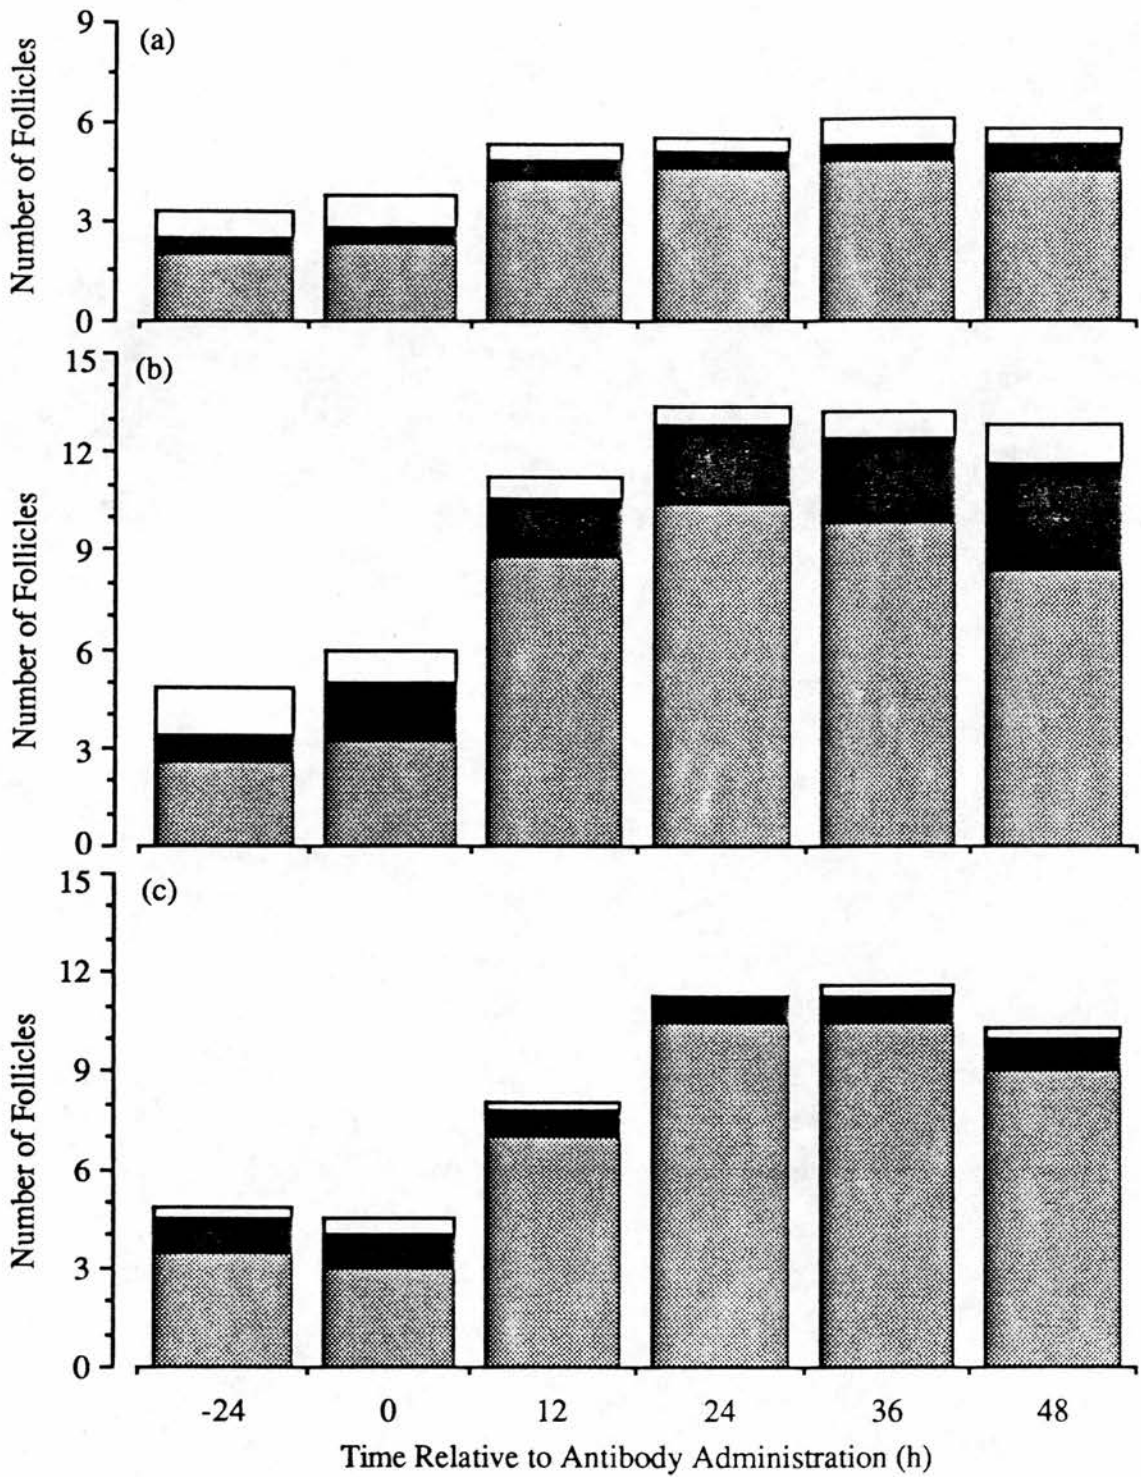 (a)
Number of Follicles
9
6
3
0
(b)
Number of Follicles
15
12
9
6
3
0
(c)
Number of Follicles
15
12
9
6
3
0
-24 0 12 24 36 48
Time Relative to Antibody Administration (h)